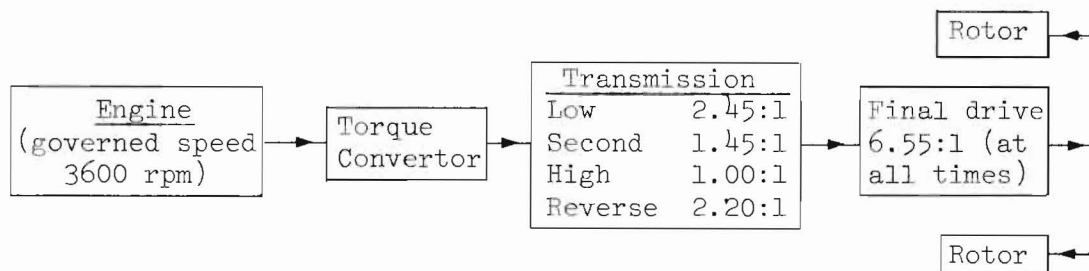 Rotor
Engine
(governed speed
3600 rpm)
Torque
Convertor
Transmission
Low 2.45:1
Second 1.45:1
High 1.00:1
Reverse 2.20:1
Final drive
6.55:1 (at
all times)
Rotor